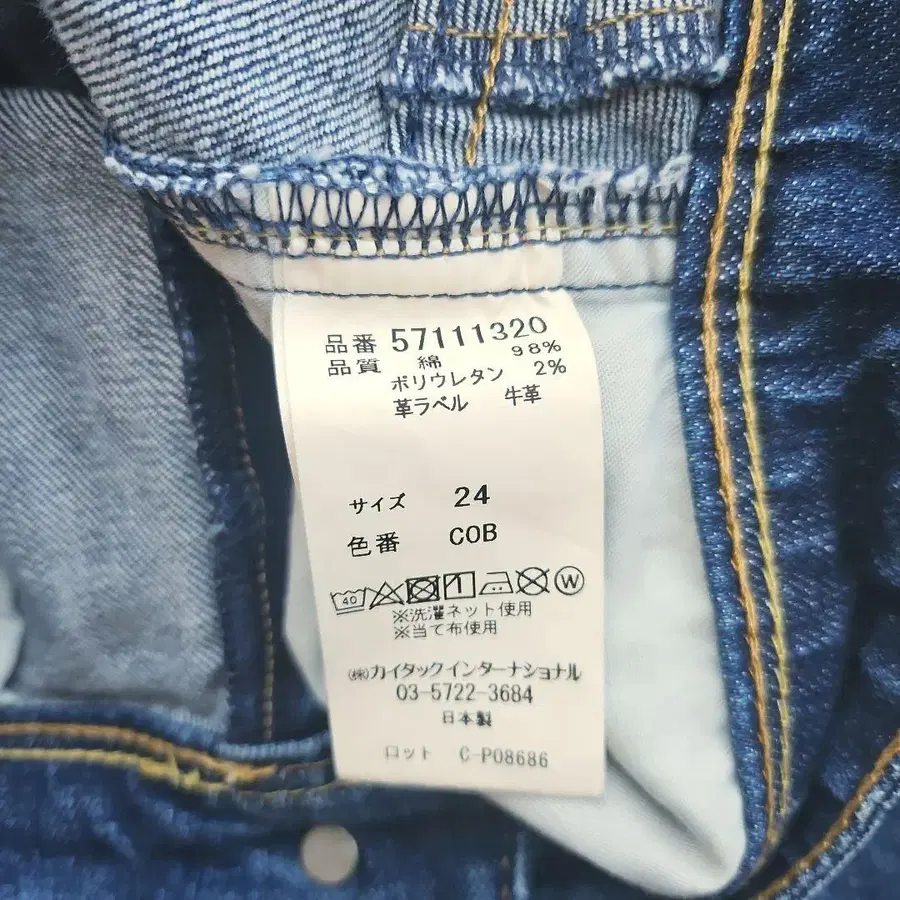 品番 57111320
品質 綿 98%
ポリウレタン 2%
革ラベル 牛革
サイズ 24
色番 COB
40 W
※洗濯ネット使用
※当て布使用
㈱カイタックインターナショナル
03-5722-3684
日本製
ロット C-P08686